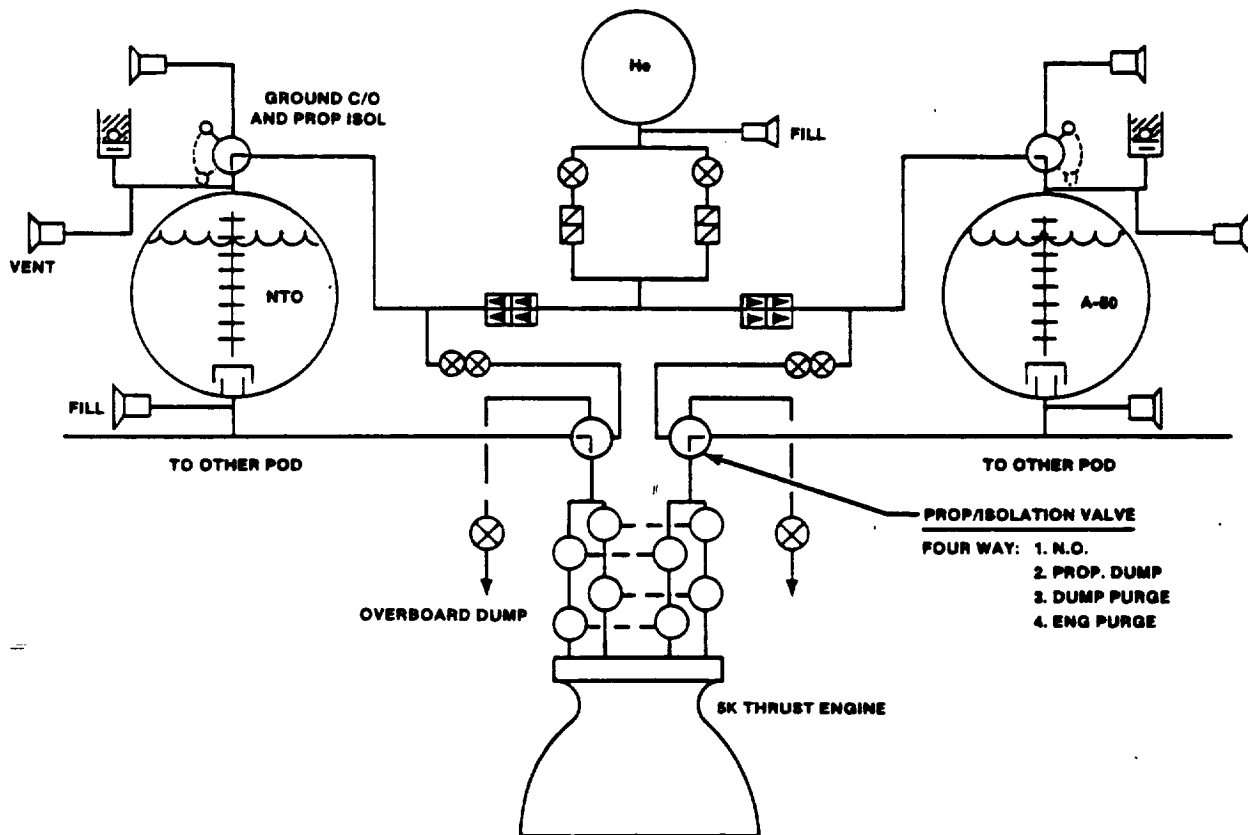 He
GROUND C/O
AND PROP ISOL
FILL
VENT
NTO
A-50
FILL
TO OTHER POD
TO OTHER POD
PROP/ISOLATION VALVE
FOUR WAY: 1. N.O.
2. PROP. DUMP
3. DUMP PURGE
4. ENG PURGE
OVERBOARD DUMP
5K THRUST ENGINE